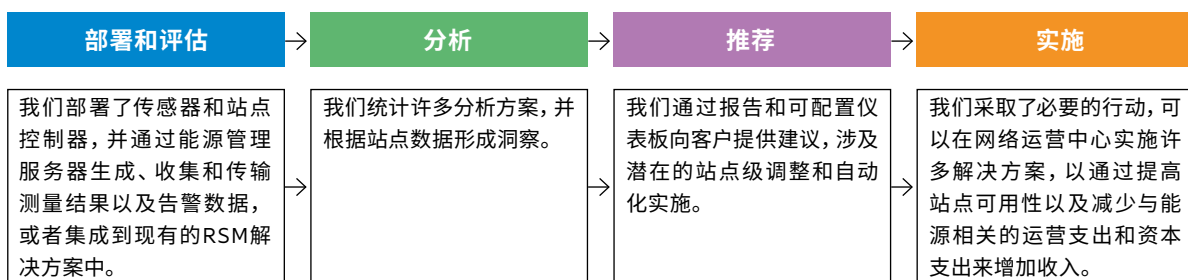 部署和评估
分析
推荐
实施
我们部署了传感器和站点
控制器，并通过能源管理
服务器生成、收集和传输
测量结果以及告警数据，
或者集成到现有的RSM解
决方案中。
我们统计许多分析方案，并
根据站点数据形成洞察。
我们通过报告和可配置仪
表板向客户提供建议，涉及
潜在的站点级调整和自动
化实施。
我们采取了必要的行动，可
以在网络运营中心实施许
多解决方案，以通过提高
站点可用性以及减少与能
源相关的运营支出和资本
支出来增加收入。